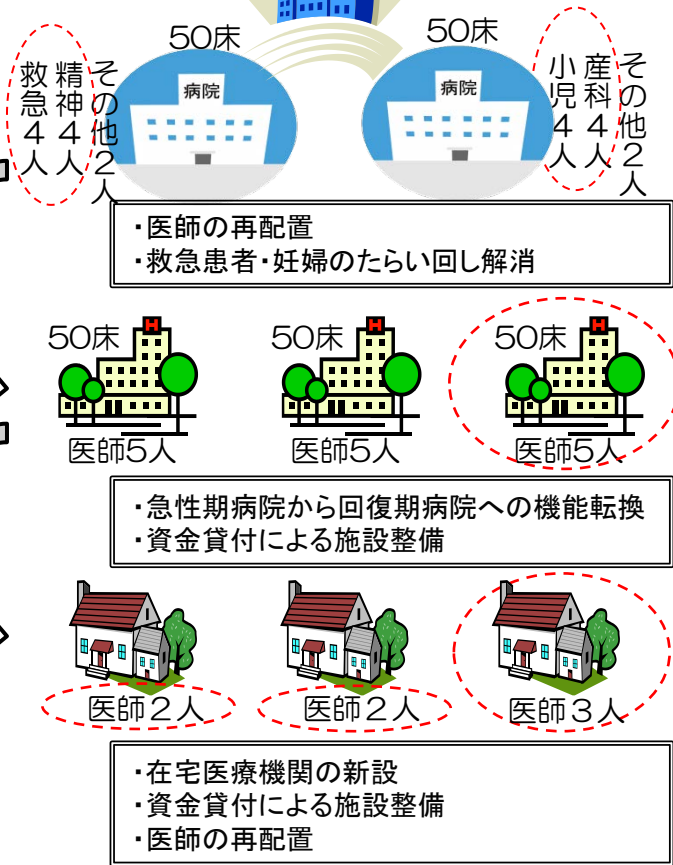 50床
50床
病院
病院
救急4人
精神4人
その他2人
小児4人
産科4人
その他2人
・医師の再配置
・救急患者・妊婦のたらい回し解消
50床
50床
50床
H
H
H
医師5人
医師5人
医師5人
・急性期病院から回復期病院への機能転換
・資金貸付による施設整備
医師２人
医師２人
医師３人
・在宅医療機関の新設
・資金貸付による施設整備
・医師の再配置